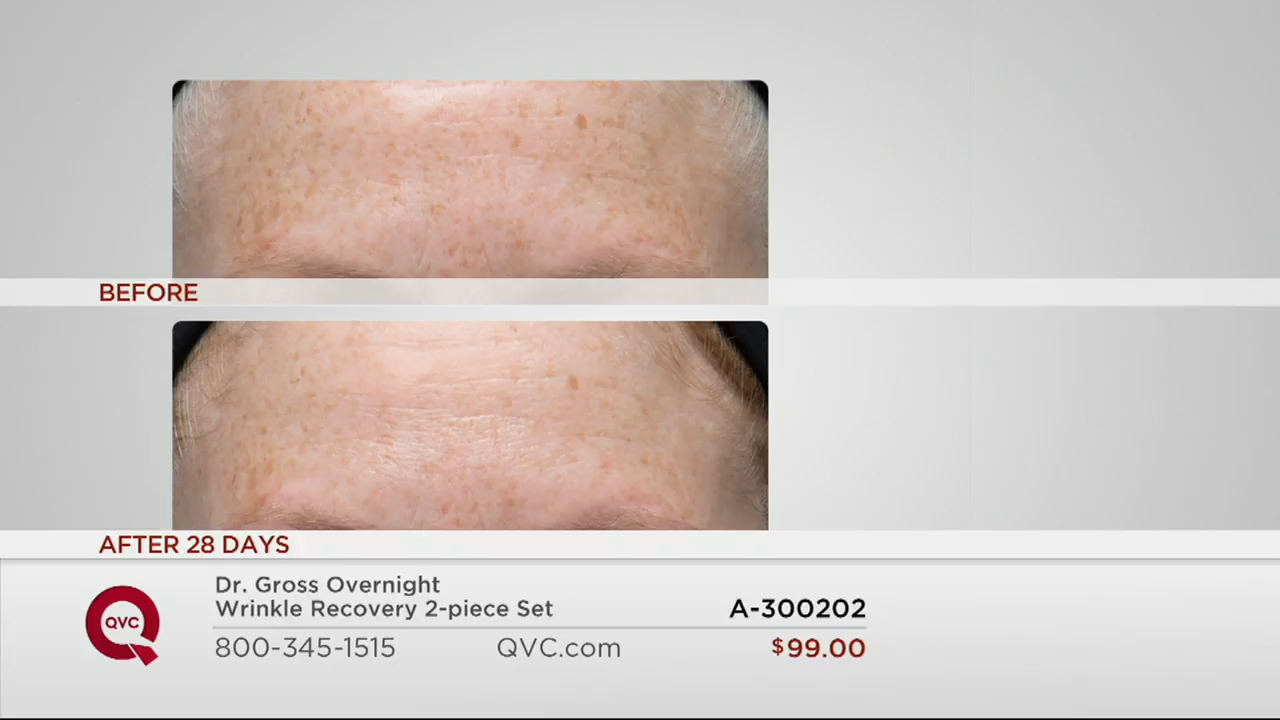 BEFORE
AFTER 28 DAYS
QVC
Dr. Gross Overnight
Wrinkle Recovery 2-piece Set
A-300202
800-345-1515
QVC.com
$99.00